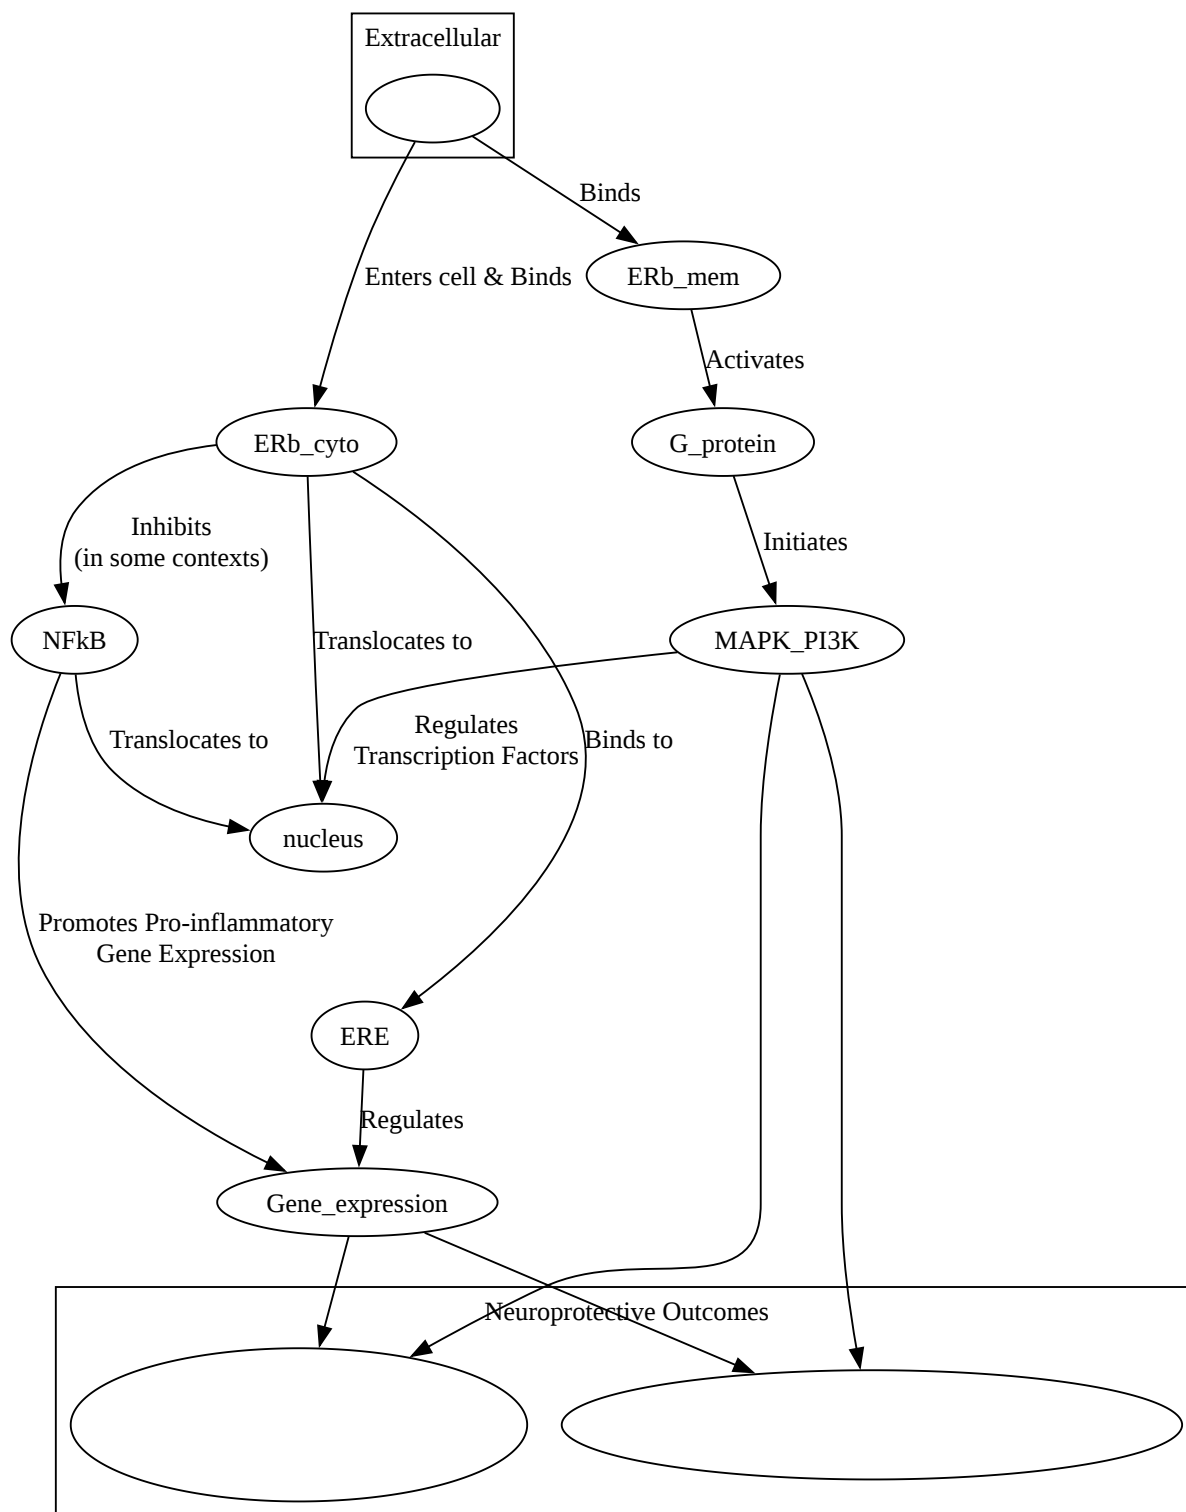 Extracellular
Binds
Enters cell & Binds
ERb_mem
Activates
ERb_cyto
G_protein
Inhibits
(in some contexts)
Initiates
NFkB
Translocates to
MAPK_PI3K
Translocates to
Regulates
Transcription Factors
Binds to
nucleus
Promotes Pro-inflammatory
Gene Expression
ERE
Regulates
Gene_expression
Neuroprotective Outcomes